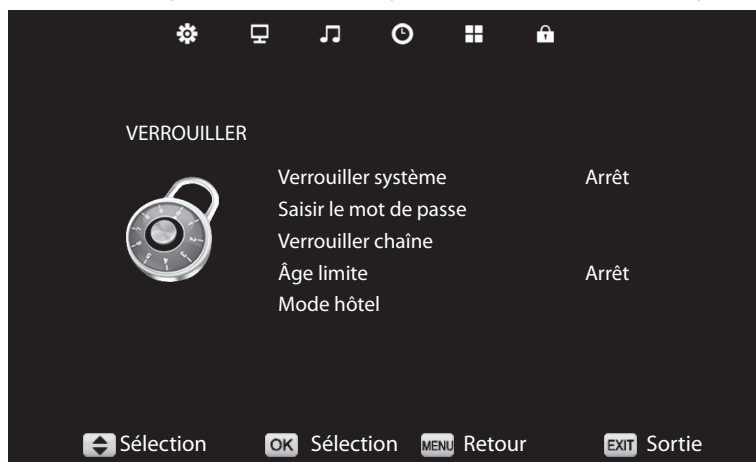 VERROUILLER
Verrouiller système Arrêt
Saisir le mot de passe
Verrouiller chaîne
Âge limite Arrêt
Mode hôtel
Sélection OK Sélection MENU Retour EXIT Sortie